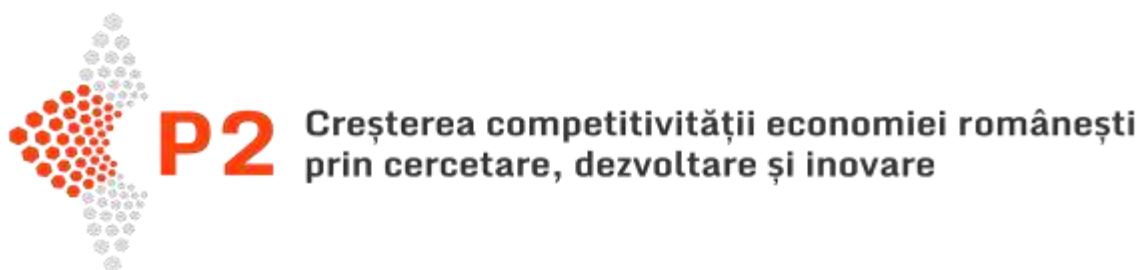 P2
Creșterea competitivității economiei românești
prin cercetare, dezvoltare și inovare